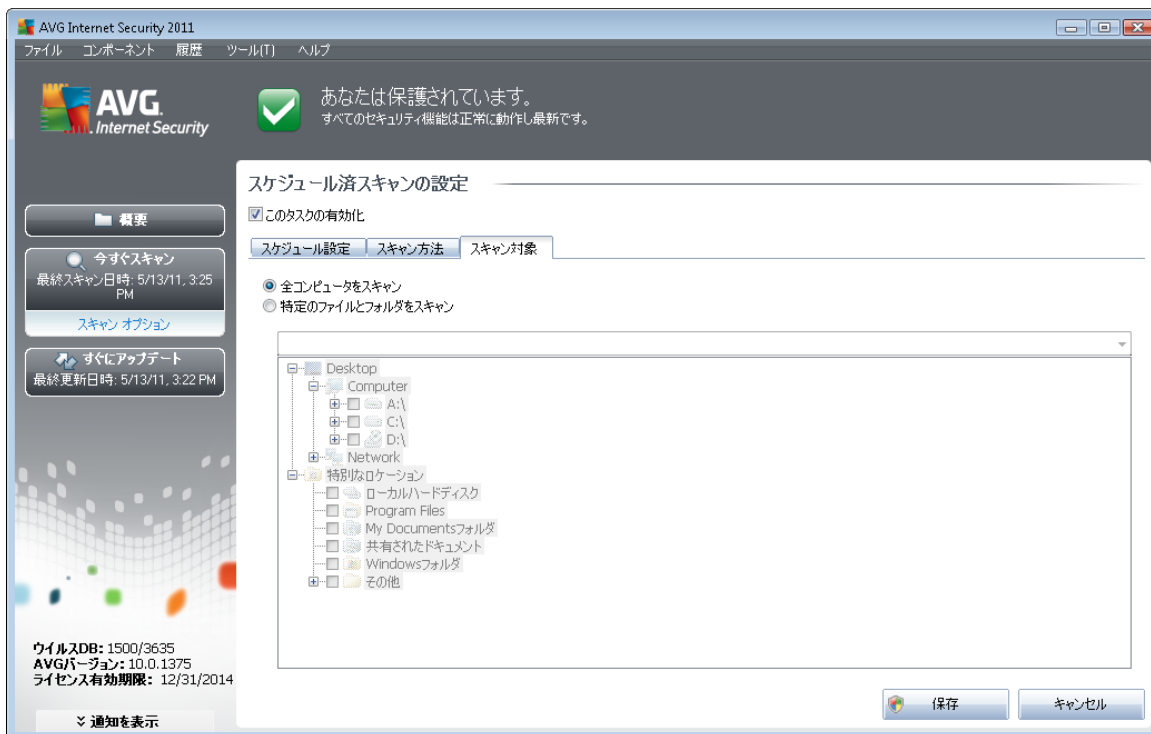 AVG Internet Security 2011
ファイル コンポーネント 履歴 ツール(T) ヘルプ
AVG.
Internet Security
あなたは保護されています。
すべてのセキュリティ機能は正常に動作し最新です。
概要
今すぐスキャン
最終スキャン日時: 5/13/11, 3:25
PM
スキャン オプション
すぐにアップデート
最終更新日時: 5/13/11, 3:22 PM
ウイルスDB: 1500/3635
AVGバージョン: 10.0.1375
ライセンス有効期限: 12/31/2014
通知を表示
スケジュール済スキャンの設定
このタスクの有効化
スケジュール設定 スキャン方法 スキャン対象
全コンピュータをスキャン
特定のファイルとフォルダをスキャン
Desktop
Computer
A:\
C:\
D:\
Network
特別なロケーション
ローカルハードディスク
Program Files
My Documentsフォルダ
共有されたドキュメント
Windowsフォルダ
その他
保存 キャンセル